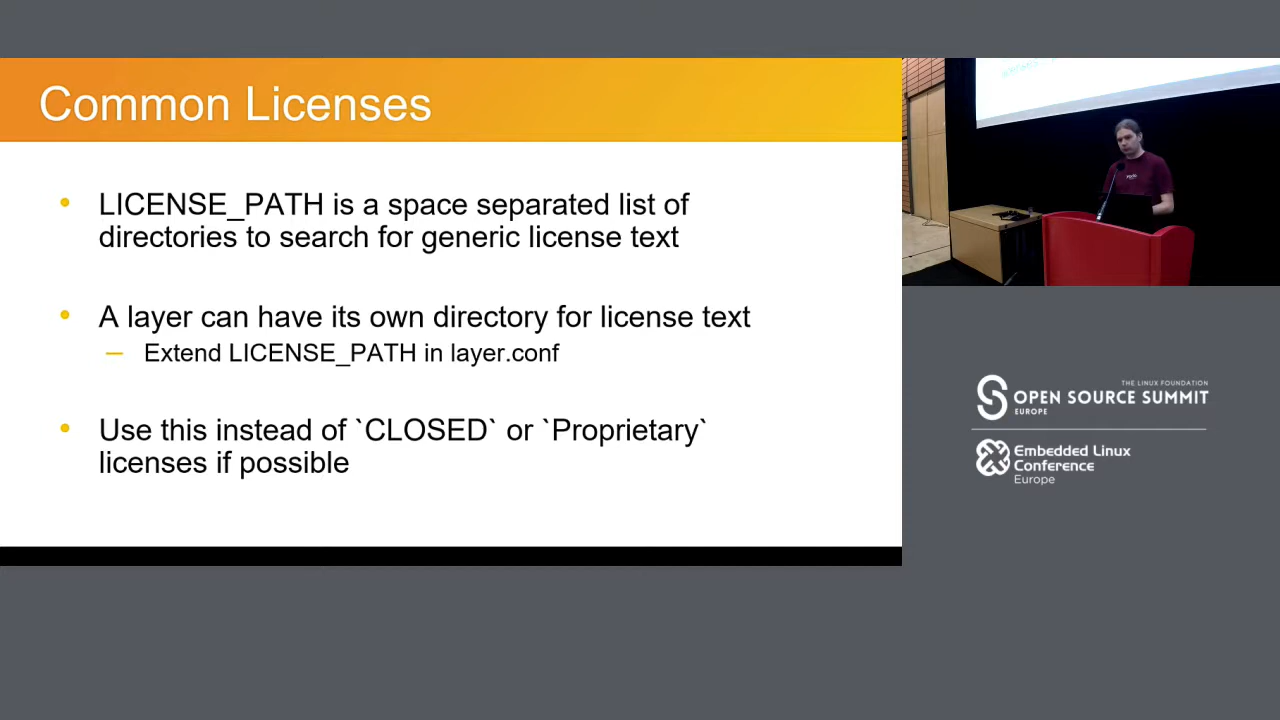 Common Licenses
• LICENSE_PATH is a space separated list of
directories to search for generic license text
• A layer can have its own directory for license text
– Extend LICENSE_PATH in layer.conf
• Use this instead of `CLOSED` or `Proprietary`
licenses if possible
THE LINUX FOUNDATION
OPEN SOURCE SUMMIT
EUROPE
Embedded Linux
Conference
Europe